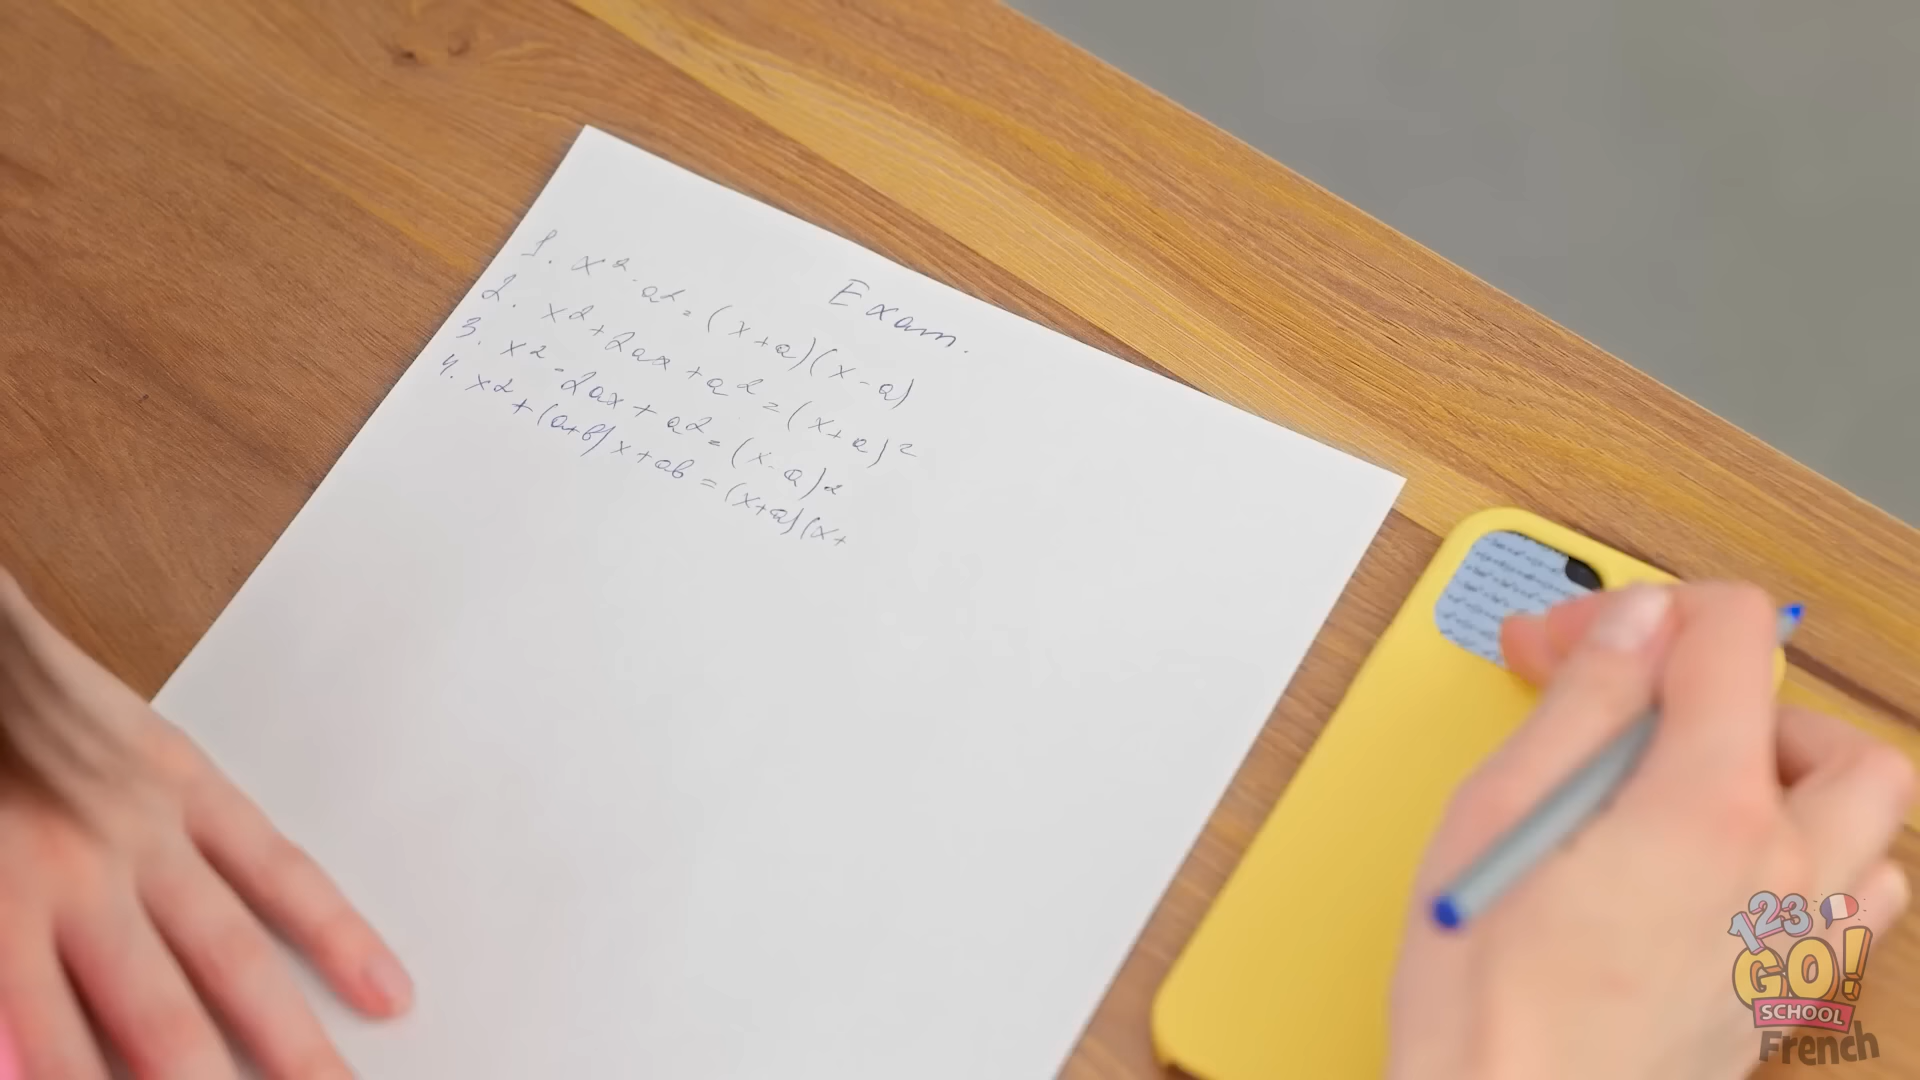 Exam.
1. x² - a² = (x+a)(x-a)
2. x² + 2ax + a² = (x+a)²
3. x² - 2ax + a² = (x-a)²
4. x² + (a+b)x + ab = (x+a)(x+
123
GO!
SCHOOL
French